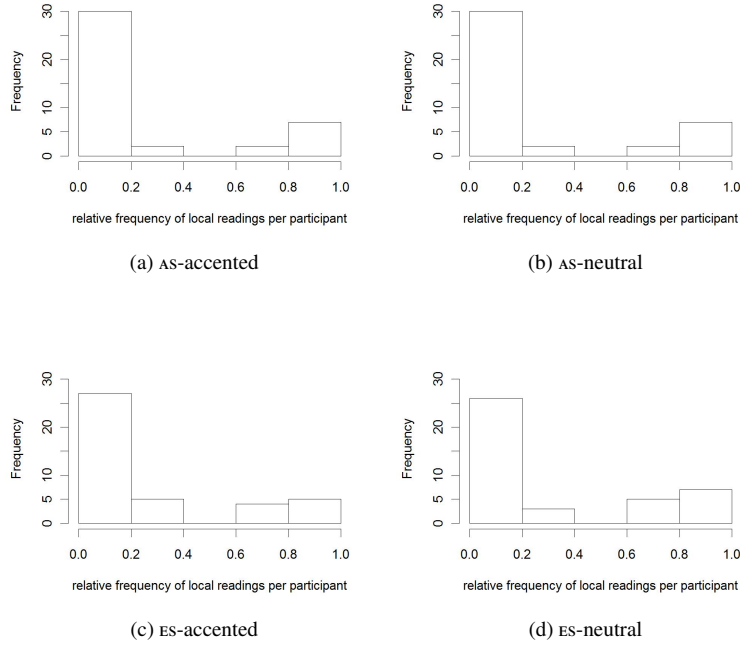 Frequency
0 5 10 20 30
0.0 0.2 0.4 0.6 0.8 1.0
relative frequency of local readings per participant
(a) AS-accented
Frequency
0 5 10 20 30
0.0 0.2 0.4 0.6 0.8 1.0
relative frequency of local readings per participant
(b) AS-neutral
Frequency
0 5 10 20 30
0.0 0.2 0.4 0.6 0.8 1.0
relative frequency of local readings per participant
(c) ES-accented
Frequency
0 5 10 20 30
0.0 0.2 0.4 0.6 0.8 1.0
relative frequency of local readings per participant
(d) ES-neutral